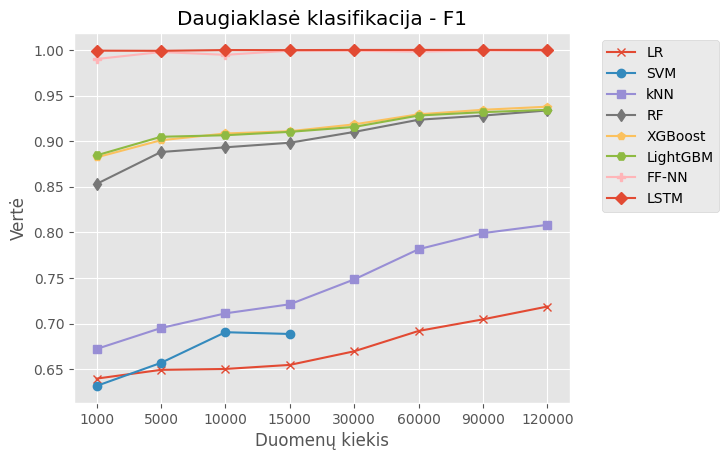 Daugiaklasė klasifikacija - F1
Vertė
1.00
0.95
0.90
0.85
0.80
0.75
0.70
0.65
1000 5000 10000 15000 30000 60000 90000 120000
Duomenų kiekis
LR
SVM
kNN
RF
XGBoost
LightGBM
FF-NN
LSTM